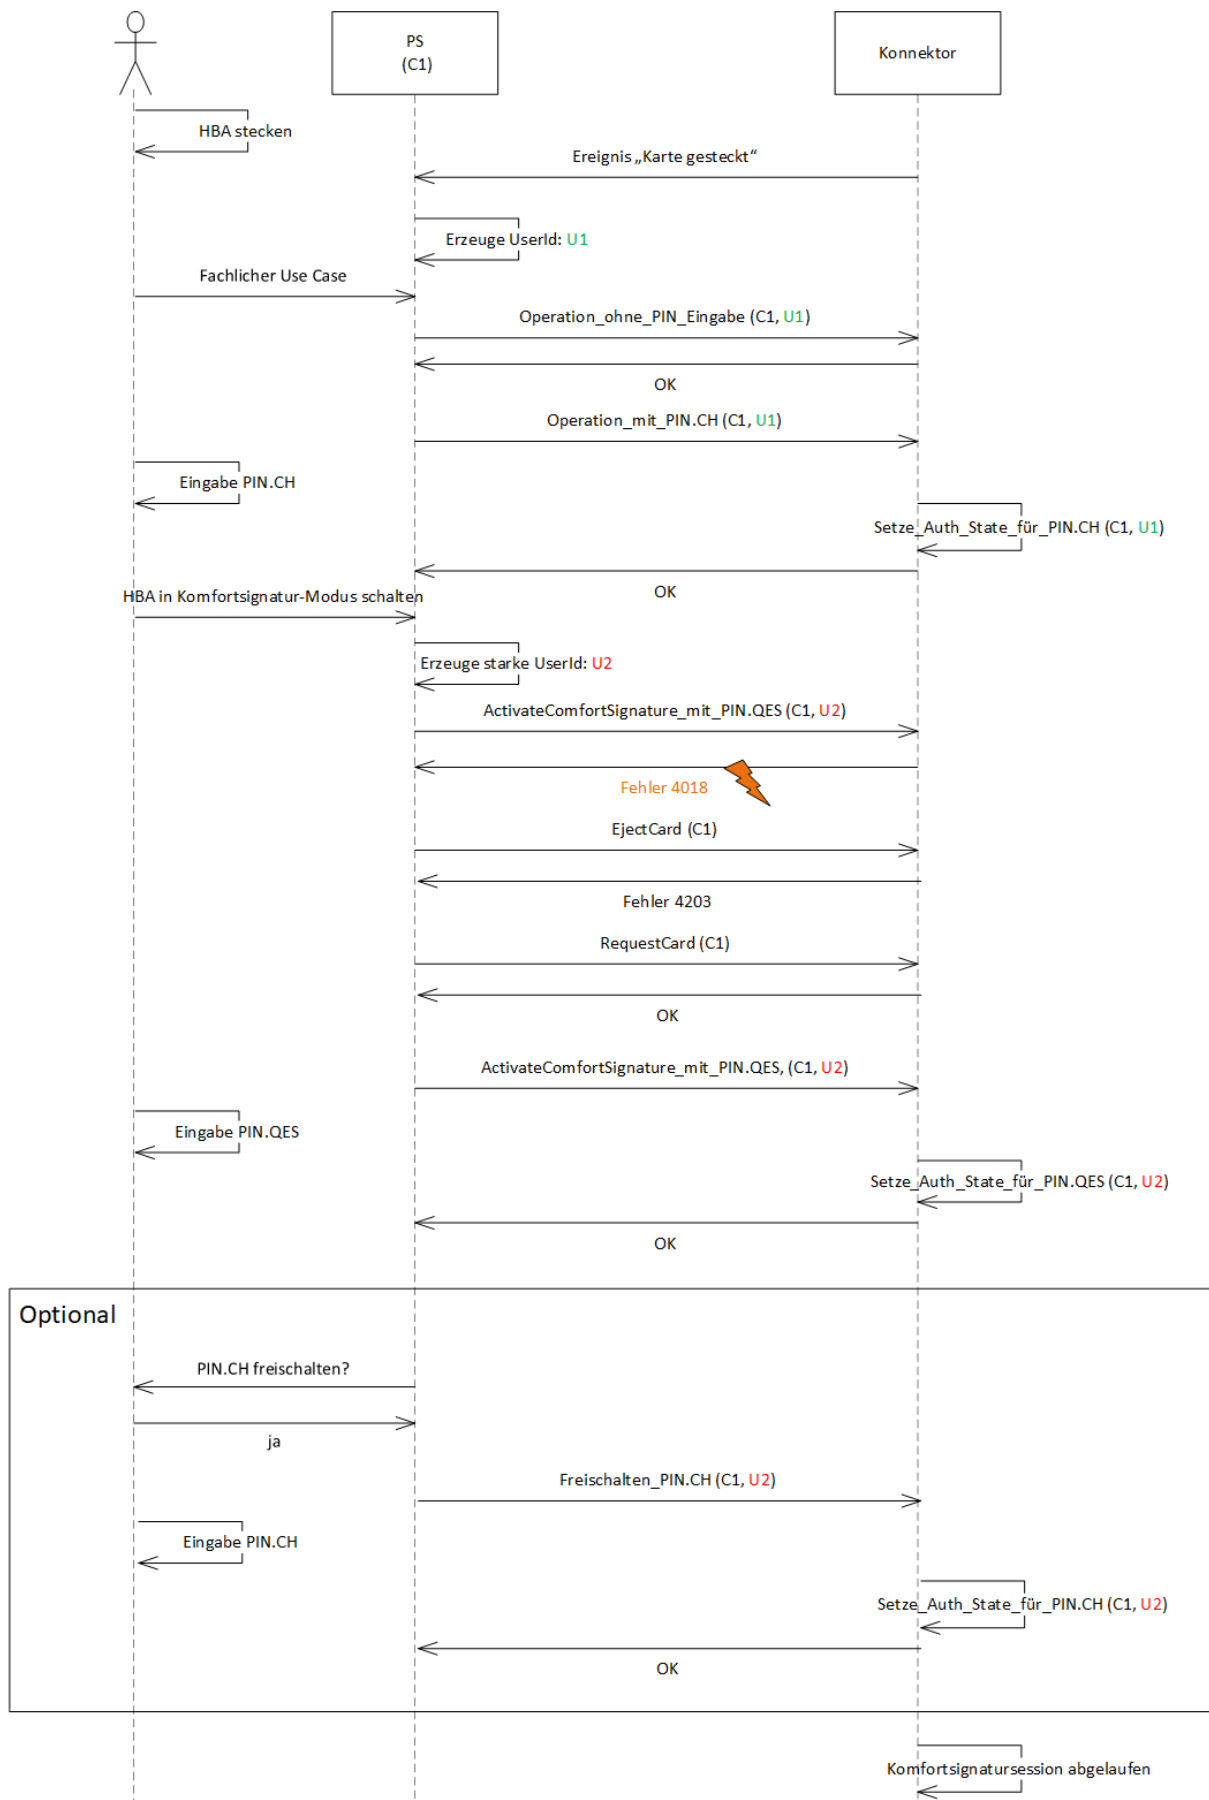 PS
(C1)
Konnektor
HBA stecken
Ereignis „Karte gesteckt“
Erzeuge UserId: U1
Fachlicher Use Case
Operation_ohne_PIN_Eingabe (C1, U1)
OK
Operation_mit_PIN.CH (C1, U1)
Eingabe PIN.CH
Setze_Auth_State_für_PIN.CH (C1, U1)
OK
HBA in Komfortsignatur-Modus schalten
Erzeuge starke UserId: U2
ActivateComfortSignature_mit_PIN.QES (C1, U2)
Fehler 4018
EjectCard (C1)
Fehler 4203
RequestCard (C1)
OK
ActivateComfortSignature_mit_PIN.QES, (C1, U2)
Eingabe PIN.QES
Setze_Auth_State_für_PIN.QES (C1, U2)
OK
Optional
PIN.CH freischalten?
ja
Freischalten_PIN.CH (C1, U2)
Eingabe PIN.CH
Setze_Auth_State_für_PIN.CH (C1, U2)
OK
Komfortsignatursession abgelaufen